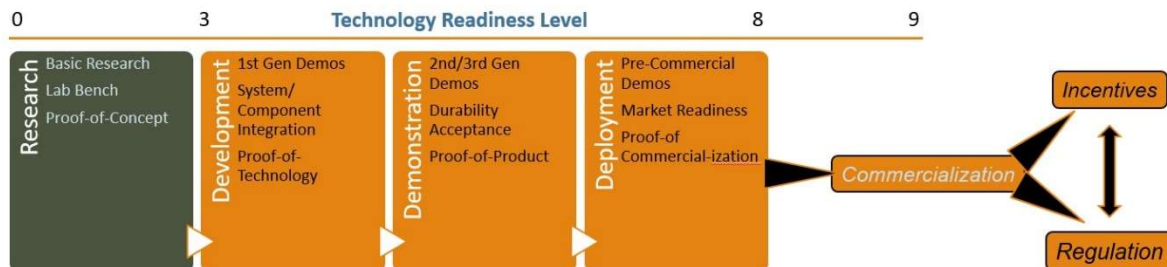 0 3 Technology Readiness Level 8 9
Research
Basic Research
Lab Bench
Proof-of-Concept
Development
1st Gen Demos
System/
Component
Integration
Proof-of-
Technology
Demonstration
2nd/3rd Gen
Demos
Durability
Acceptance
Proof-of-Product
Deployment
Pre-Commercial
Demos
Market Readiness
Proof-of
Commercial-ization
Commercialization
Incentives
Regulation